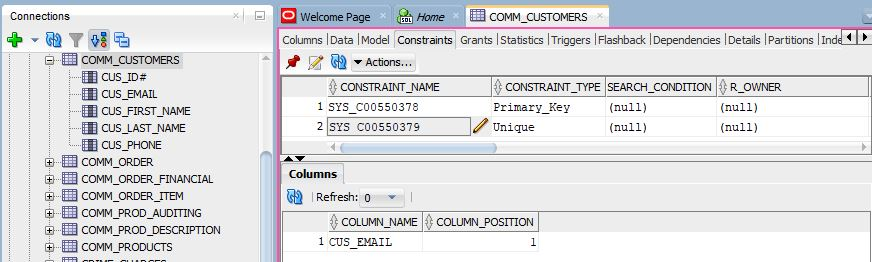 Connections
COMM_CUSTOMERS
CUS_ID#
CUS_EMAIL
CUS_FIRST_NAME
CUS_LAST_NAME
CUS_PHONE
COMM_ORDER
COMM_ORDER_FINANCIAL
COMM_ORDER_ITEM
COMM_PROD_AUDITING
COMM_PROD_DESCRIPTION
COMM_PRODUCTS
Welcome Page Home COMM_CUSTOMERS
Columns Data Model Constraints Grants Statistics Triggers Flashback Dependencies Details Partitions Inde
Actions...
CONSTRAINT_NAME CONSTRAINT_TYPE SEARCH_CONDITION R_OWNER
1 SYS_C00550378 Primary_Key (null) (null)
2 SYS_C00550379 Unique (null) (null)
Columns
Refresh: 0
COLUMN_NAME COLUMN_POSITION
1 CUS_EMAIL 1